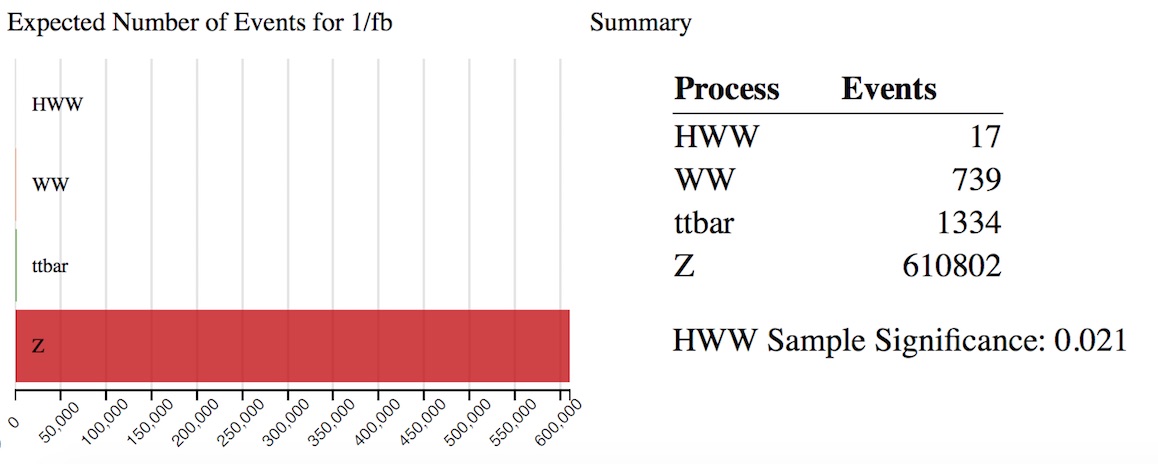 Expected Number of Events for 1/fb
HWW
WW
ttbar
Z
0
50,000
100,000
150,000
200,000
250,000
300,000
350,000
400,000
450,000
500,000
550,000
600,000
Summary
Process Events
HWW 17
WW 739
ttbar 1334
Z 610802
HWW Sample Significance: 0.021